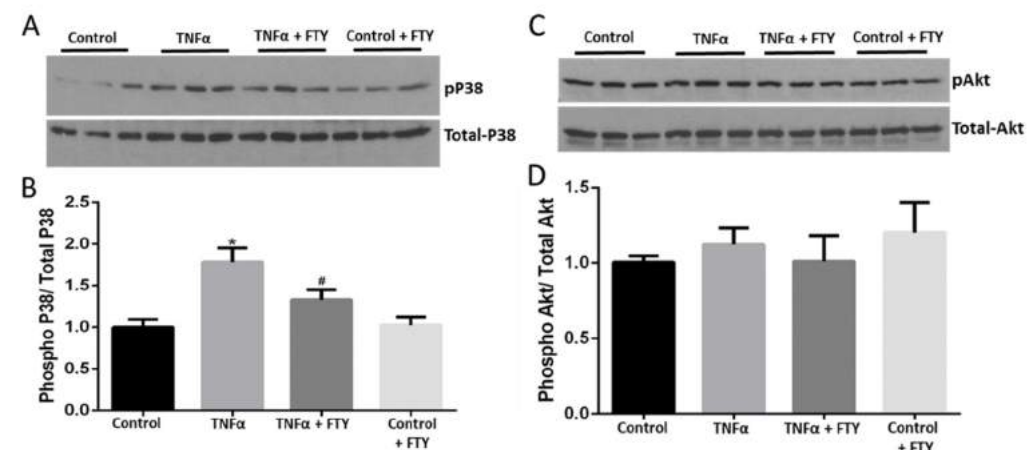 A
Control TNFα TNFα + FTY Control + FTY
pP38
Total-P38
B
Phospho P38/ Total P38
2.5
2.0
1.5
1.0
0.5
0.0
*
#
Control TNFα TNFα + FTY Control
+ FTY
C
Control TNFα TNFα + FTY Control + FTY
pAkt
Total-Akt
D
Phospho Akt/ Total Akt
1.5
1.0
0.5
0.0
Control TNFα TNFα + FTY Control
+ FTY